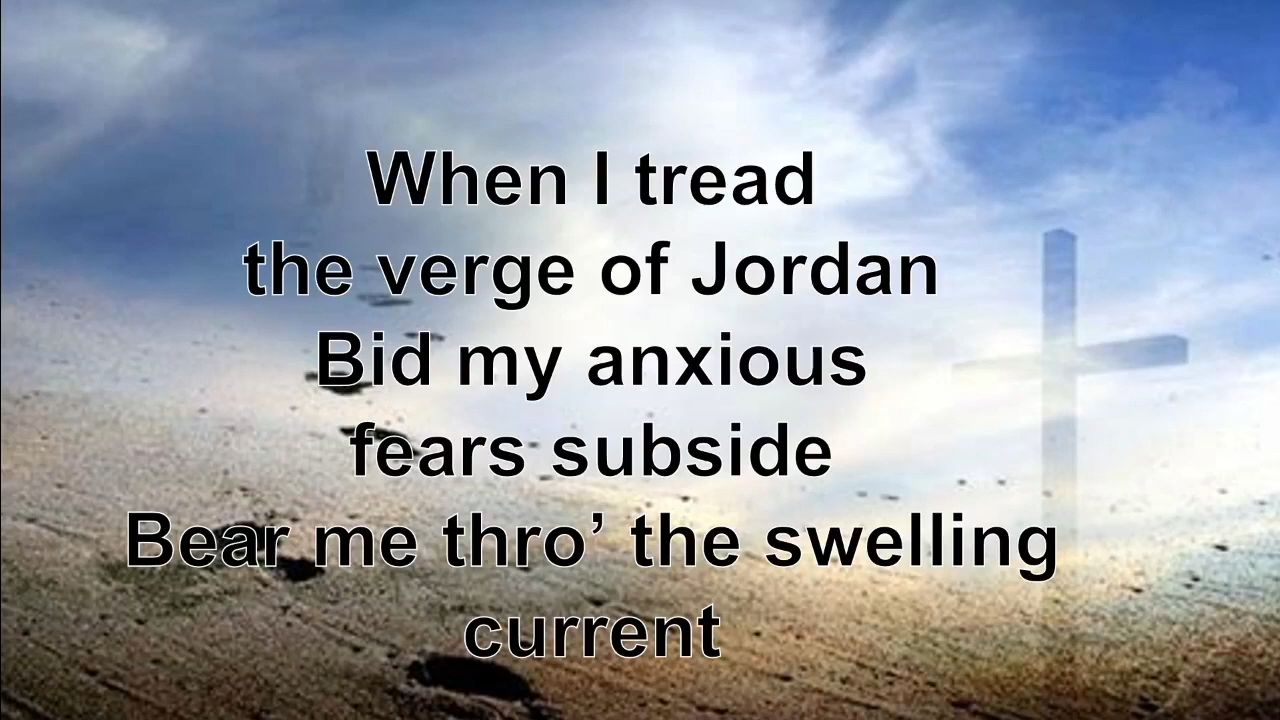 When I tread
the verge of Jordan
Bid my anxious
fears subside
Bear me thro’ the swelling
current